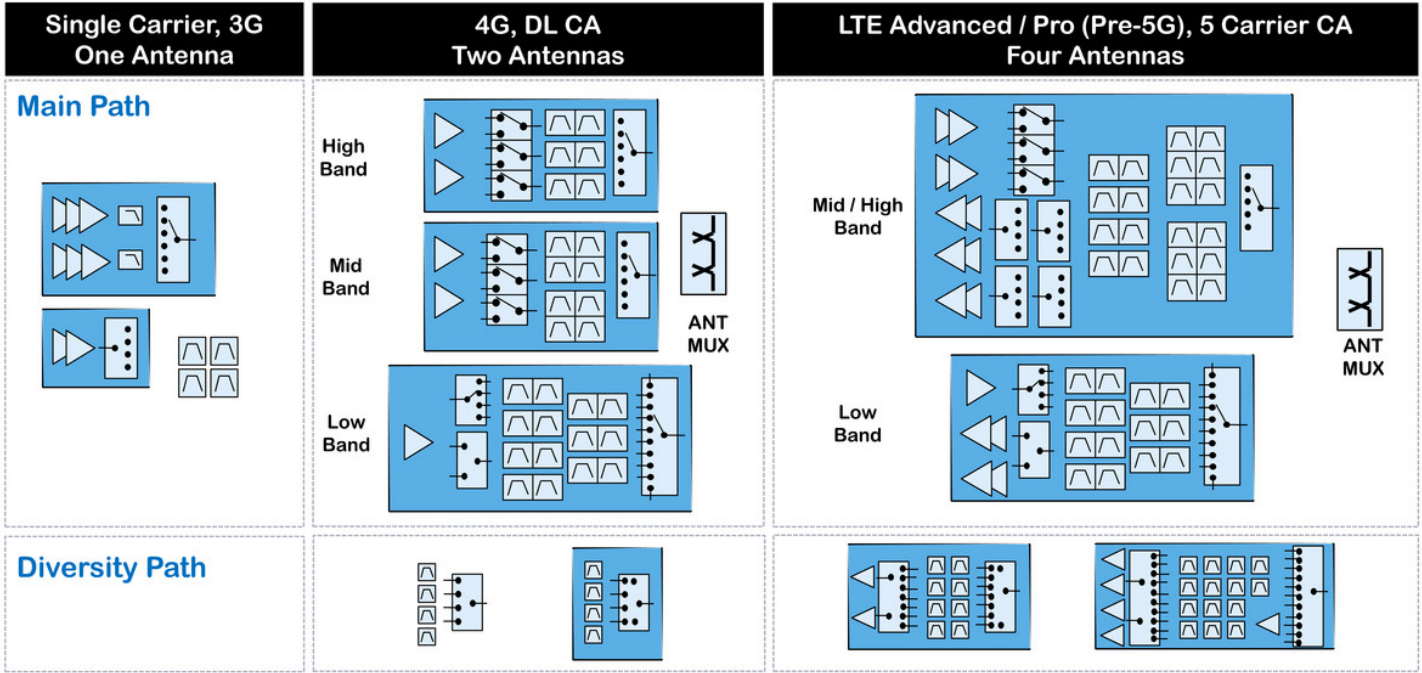 Single Carrier, 3G
One Antenna
4G, DL CA
Two Antennas
LTE Advanced / Pro (Pre-5G), 5 Carrier CA
Four Antennas
Main Path
High
Band
Mid
Band
ANT
MUX
Low
Band
Mid / High
Band
ANT
MUX
Low
Band
Diversity Path